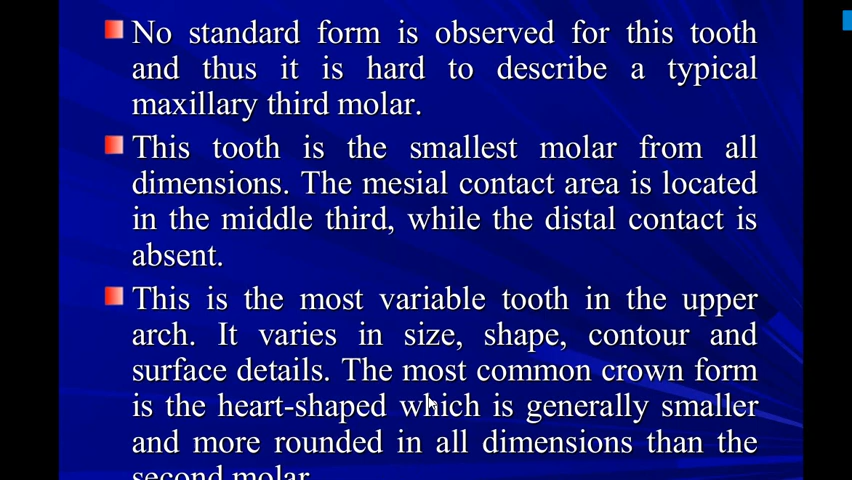 No standard form is observed for this tooth
and thus it is hard to describe a typical
maxillary third molar.
This tooth is the smallest molar from all
dimensions. The mesial contact area is located
in the middle third, while the distal contact is
absent.
This is the most variable tooth in the upper
arch. It varies in size, shape, contour and
surface details. The most common crown form
is the heart-shaped which is generally smaller
and more rounded in all dimensions than the
second molar.